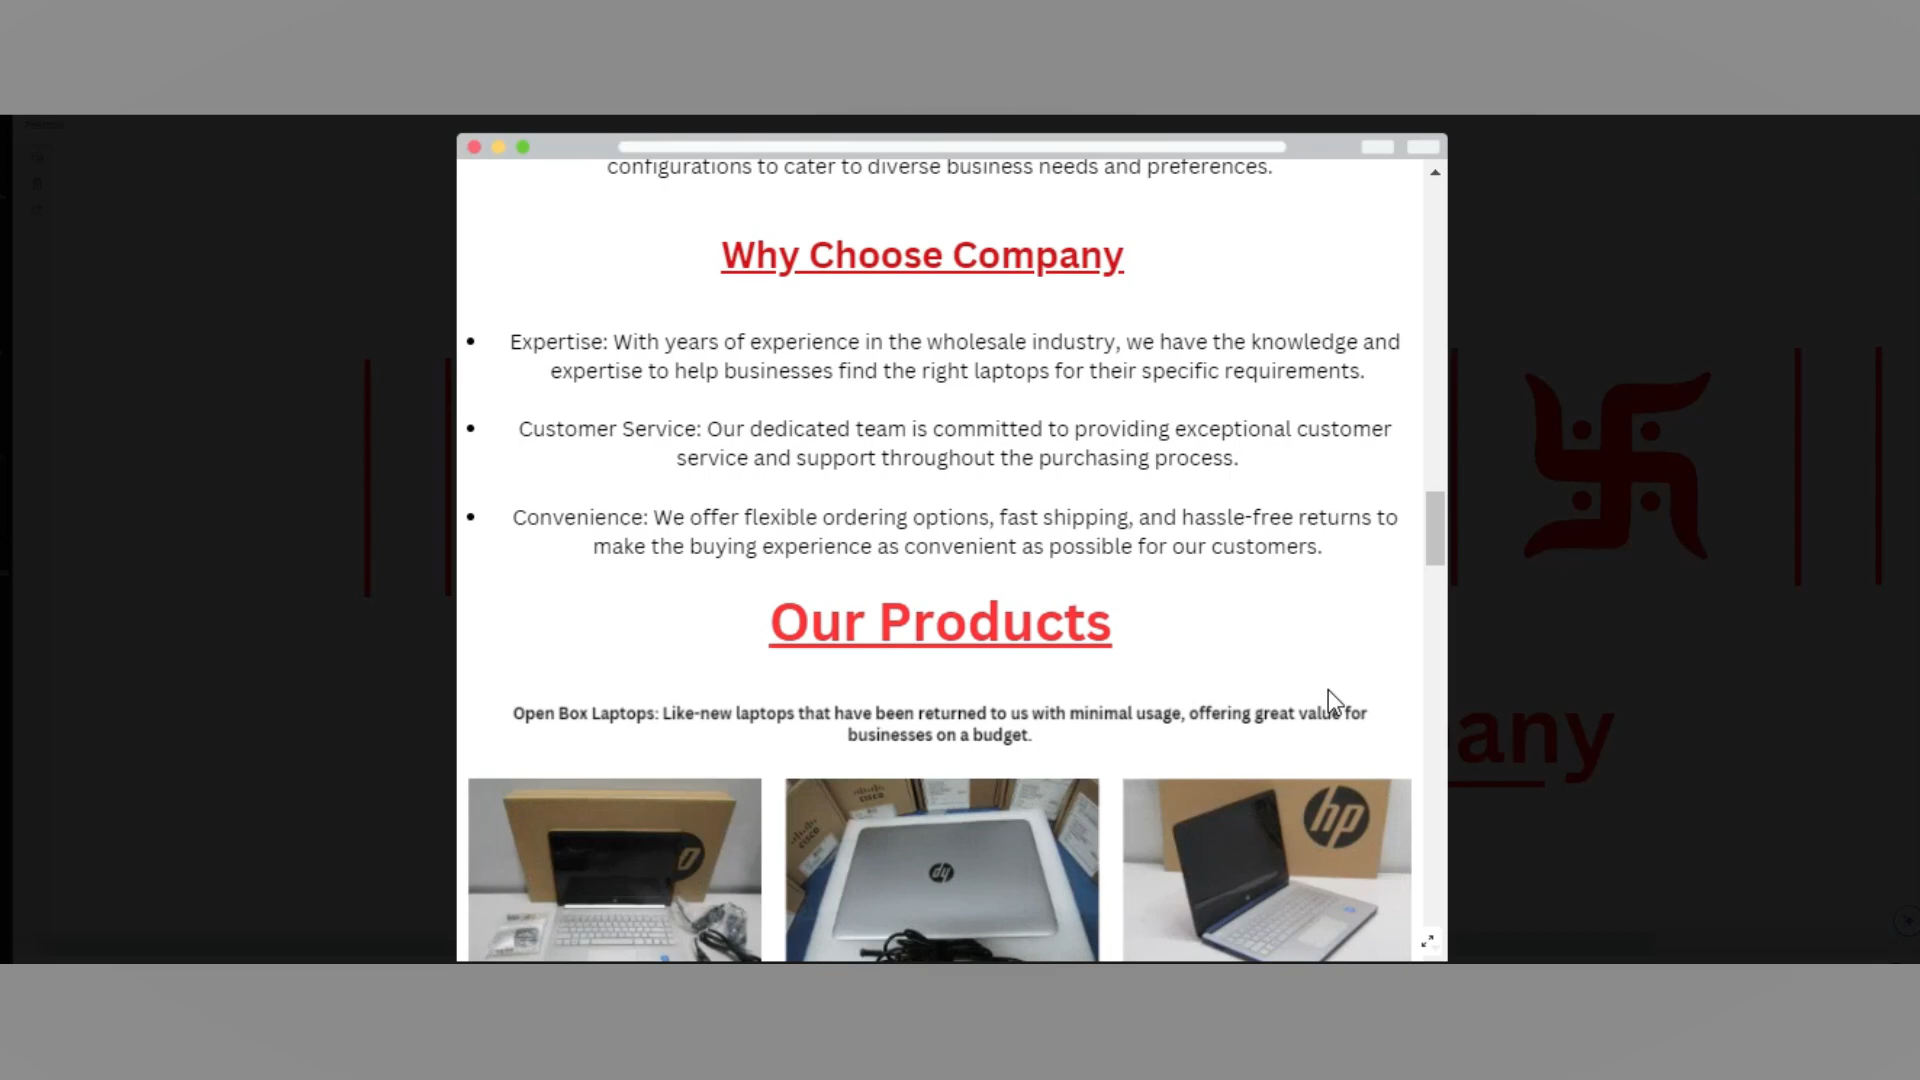 configurations to cater to diverse business needs and preferences.
Why Choose Company
Expertise: With years of experience in the wholesale industry, we have the knowledge and
expertise to help businesses find the right laptops for their specific requirements.
Customer Service: Our dedicated team is committed to providing exceptional customer
service and support throughout the purchasing process.
Convenience: We offer flexible ordering options, fast shipping, and hassle-free returns to
make the buying experience as convenient as possible for our customers.
Our Products
any
Open Box Laptops: Like-new laptops that have been returned to us with minimal usage, offering great value for
businesses on a budget.
cisco
cisco
hp
hp